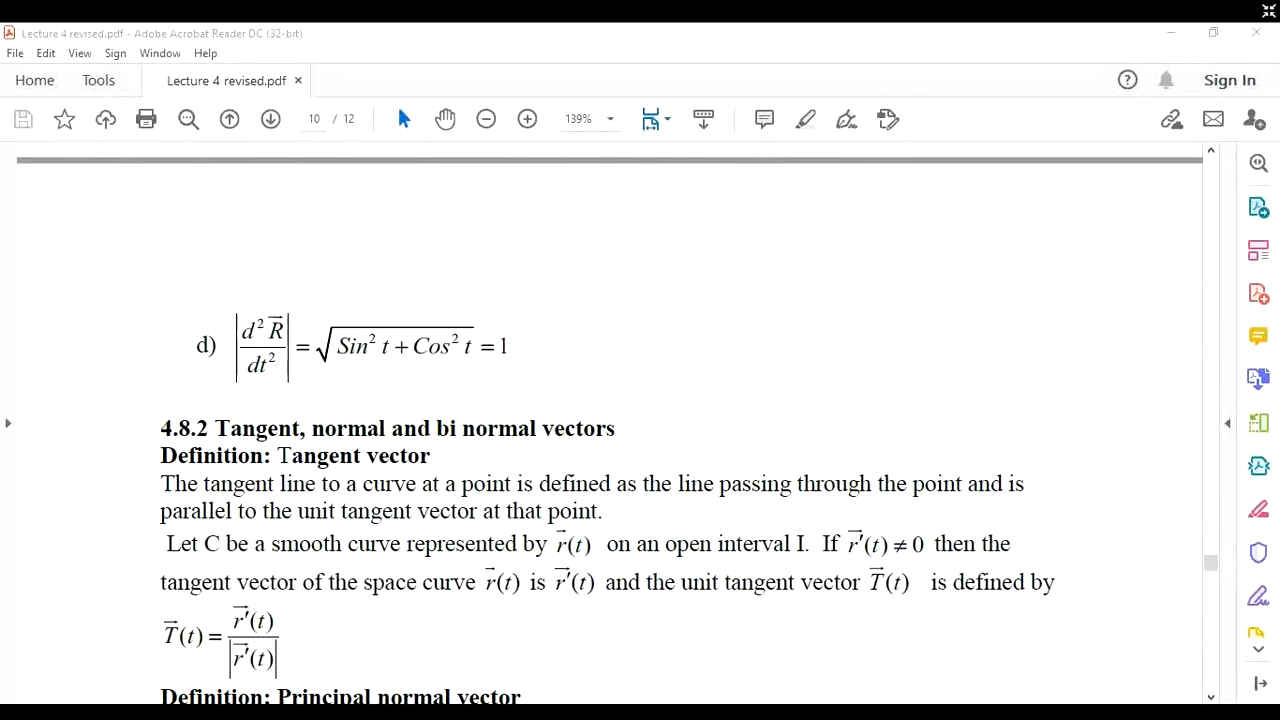 Lecture 4 revised.pdf - Adobe Acrobat Reader DC (32-bit)
File Edit View Sign Window Help
Home Tools Lecture 4 revised.pdf × Sign In
10 / 12 139%
d) |d² R⃗ / dt²| = √(Sin² t + Cos² t) = 1
4.8.2 Tangent, normal and bi normal vectors
Definition: Tangent vector
The tangent line to a curve at a point is defined as the line passing through the point and is
parallel to the unit tangent vector at that point.
Let C be a smooth curve represented by r⃗(t) on an open interval I. If r⃗′(t) ≠ 0 then the
tangent vector of the space curve r⃗(t) is r⃗′(t) and the unit tangent vector T⃗(t) is defined by
T⃗(t) = r⃗′(t) / |r⃗′(t)|
Definition: Principal normal vector